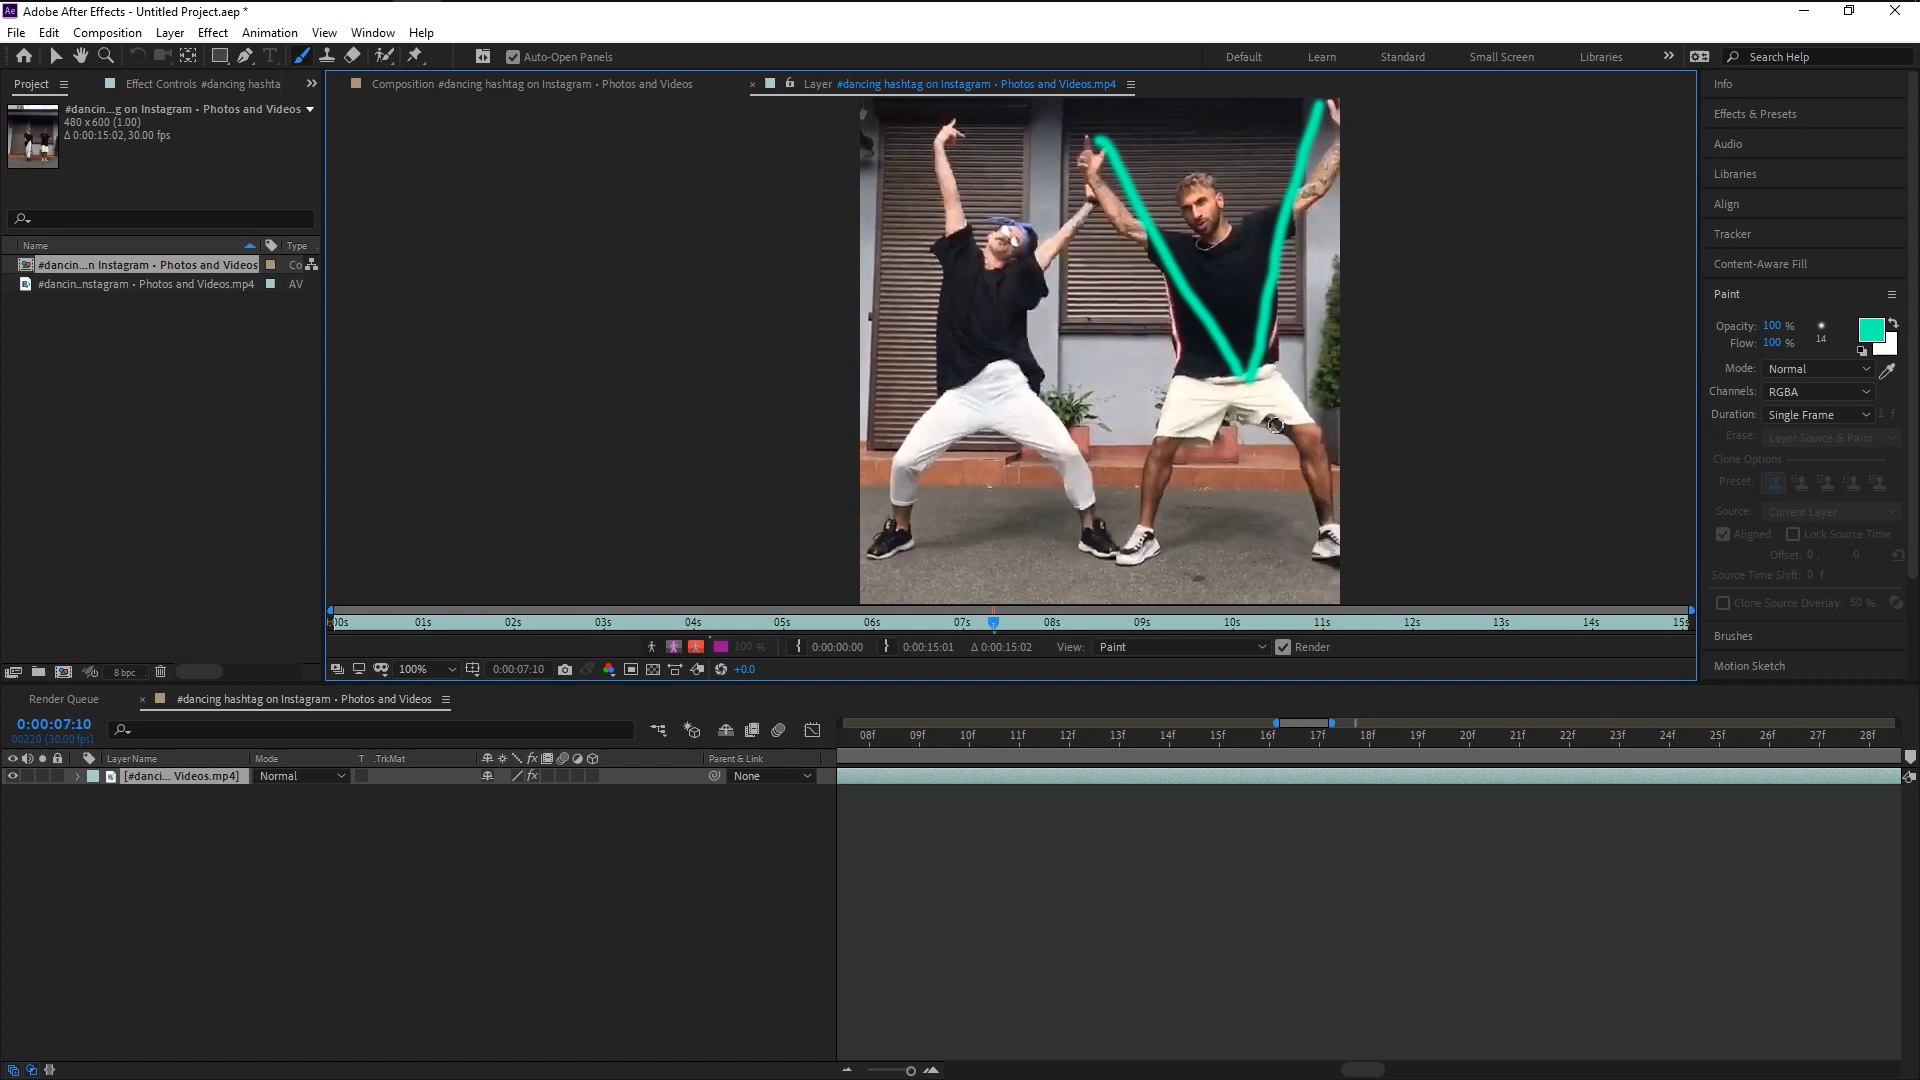 Ae Adobe After Effects - Untitled Project.aep *
File Edit Composition Layer Effect Animation View Window Help
T Auto-Open Panels Default Learn Standard Small Screen Libraries Search Help
Project Effect Controls #dancing hashta
Composition #dancing hashtag on Instagram • Photos and Videos
× Layer #dancing hashtag on Instagram • Photos and Videos.mp4
#dancin...g on Instagram • Photos and Videos
480 x 600 (1.00)
Δ 0:00:15:02, 30.00 fps
Name Type
#dancin...n Instagram • Photos and Videos Co
#dancin...nstagram • Photos and Videos.mp4 AV
8 bpc
:00s 01s 02s 03s 04s 05s 06s 07s 08s 09s 10s 11s 12s 13s 14s 15s
100 % 0:00:00:00 0:00:15:01 Δ 0:00:15:02 View: Paint Render
100% 0:00:07:10 +0.0
Info
Effects & Presets
Audio
Libraries
Align
Tracker
Content-Aware Fill
Paint
Opacity: 100 %
Flow: 100 %
14
Mode: Normal
Channels: RGBA
Duration: Single Frame 1 f
Erase: Layer Source & Paint
Clone Options
Preset:
Source: Current Layer
Aligned Lock Source Time
Offset: 0 , 0
Source Time Shift: 0 f
Clone Source Overlay: 50 %
Brushes
Motion Sketch
Render Queue × #dancing hashtag on Instagram • Photos and Videos
0:00:07:10
00220 (30.00 fps)
08f 09f 10f 11f 12f 13f 14f 15f 16f 17f 18f 19f 20f 21f 22f 23f 24f 25f 26f 27f 28f
Layer Name Mode T .TrkMat fx Parent & Link
[#danci... Videos.mp4] Normal fx None